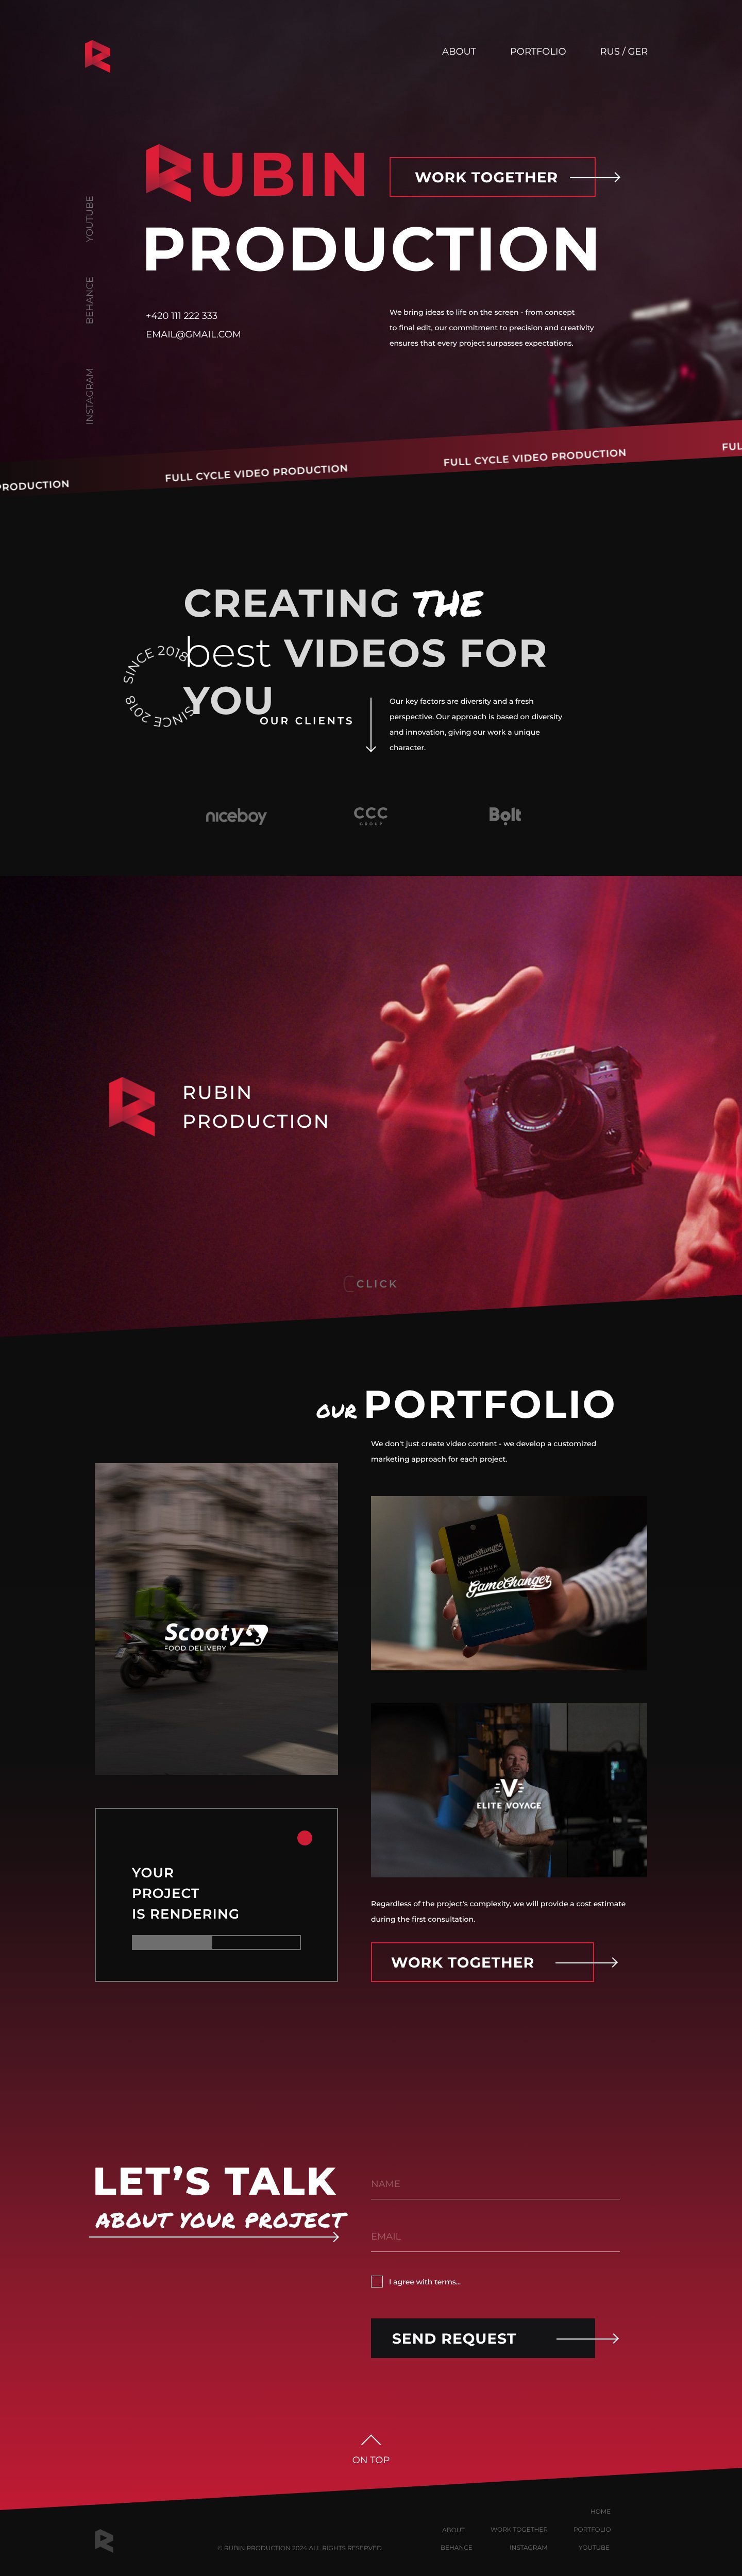 ABOUT PORTFOLIO RUS / GER
RUBIN
WORK TOGETHER
PRODUCTION
YOUTUBE
BEHANCE
INSTAGRAM
+420 111 222 333
EMAIL@GMAIL.COM
We bring ideas to life on the screen - from concept
to final edit, our commitment to precision and creativity
ensures that every project surpasses expectations.
PRODUCTION FULL CYCLE VIDEO PRODUCTION FULL CYCLE VIDEO PRODUCTION FUL
CREATING THE
best VIDEOS FOR
YOU
SINCE 2018 SINCE 2018
OUR CLIENTS
Our key factors are diversity and a fresh
perspective. Our approach is based on diversity
and innovation, giving our work a unique
character.
niceboy
CCC
GROUP
Bolt
RUBIN
PRODUCTION
CLICK
OUR PORTFOLIO
We don't just create video content - we develop a customized
marketing approach for each project.
Scooty
FOOD DELIVERY
GameChanger
WARMUP
GameChanger
ELITE VOYAGE
YOUR
PROJECT
IS RENDERING
Regardless of the project's complexity, we will provide a cost estimate
during the first consultation.
WORK TOGETHER
LET’S TALK
ABOUT YOUR PROJECT
NAME
EMAIL
I agree with terms...
SEND REQUEST
ON TOP
HOME
ABOUT WORK TOGETHER PORTFOLIO
© RUBIN PRODUCTION 2024 ALL RIGHTS RESERVED
BEHANCE INSTAGRAM YOUTUBE